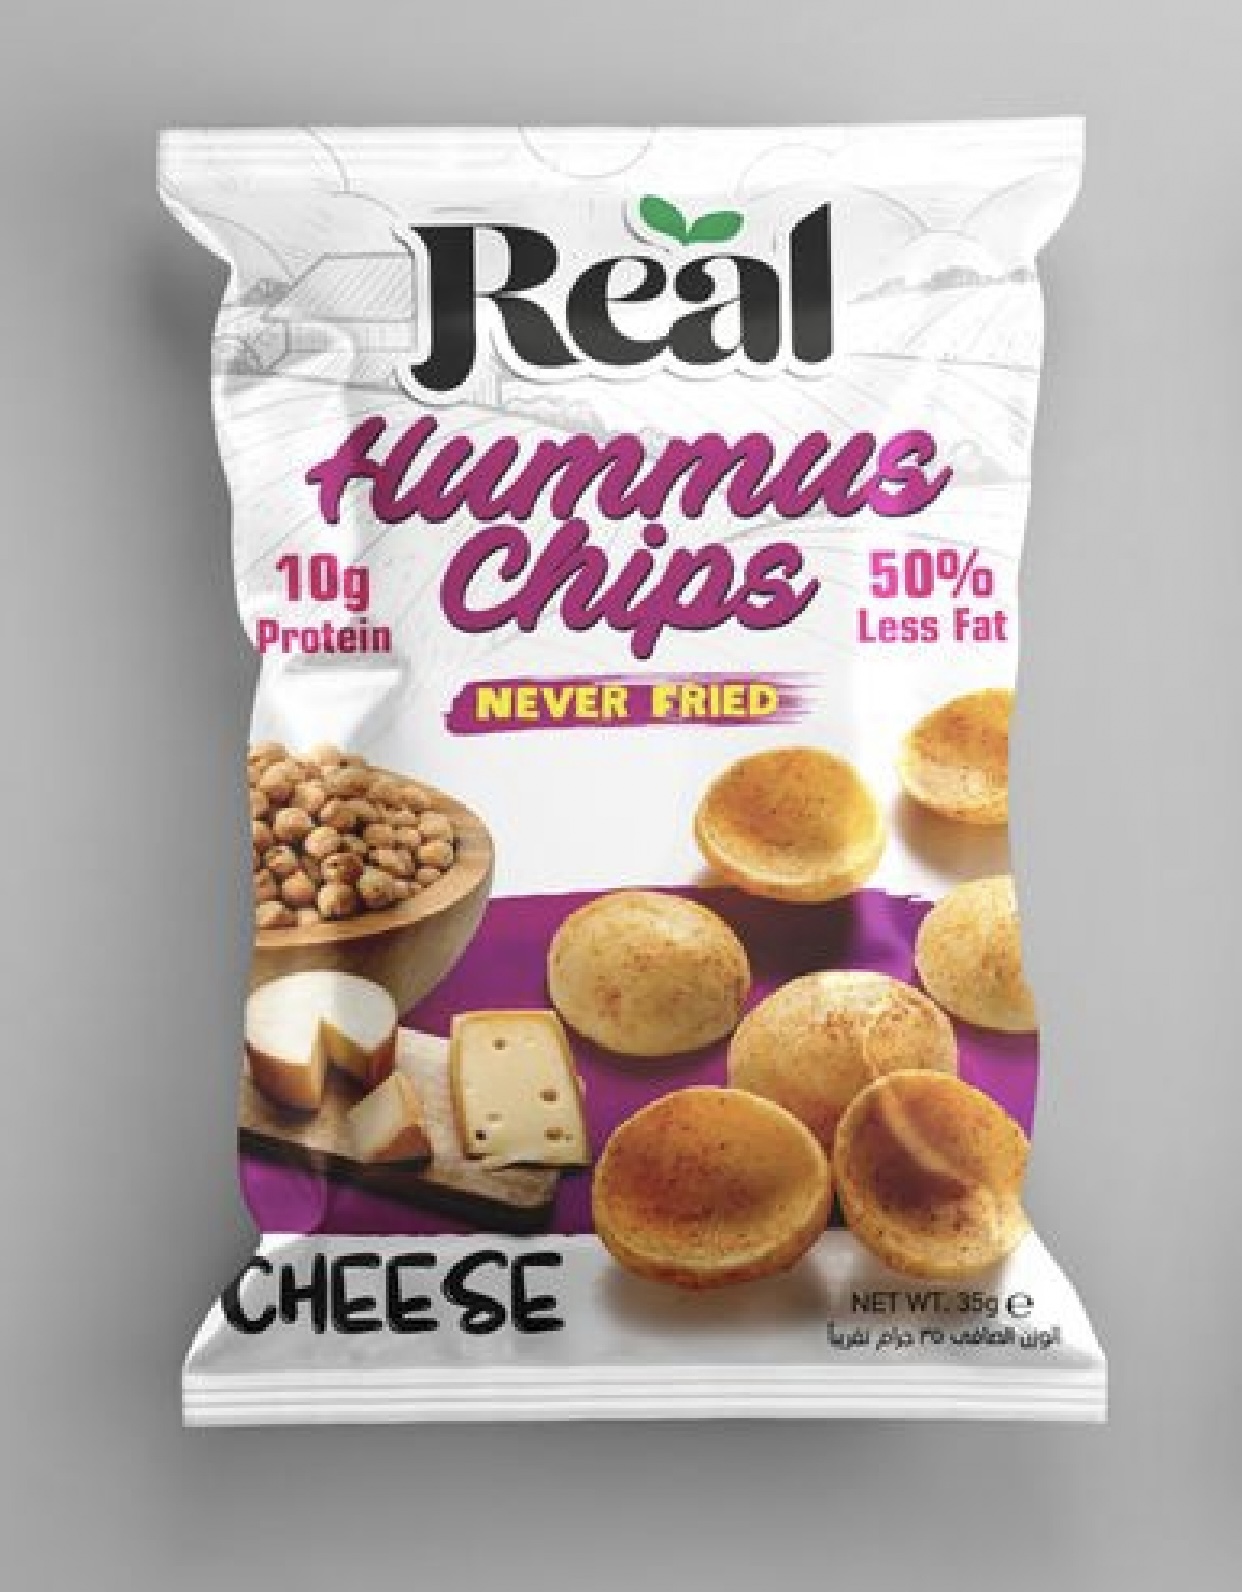 Real
Hummus
Chips
10g
Protein
50%
Less Fat
NEVER FRIED
CHEESE
NET WT. 35g ℮
الوزن الصافي ٣٥ جرام تقريباً